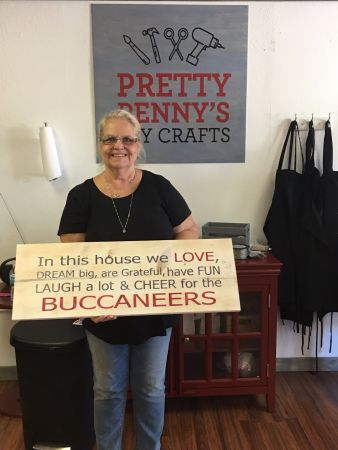 PRETTY
PENNY'S
DIY CRAFTS
In this house we LOVE,
DREAM big, are Grateful, have FUN
LAUGH a lot & CHEER for the
BUCCANEERS